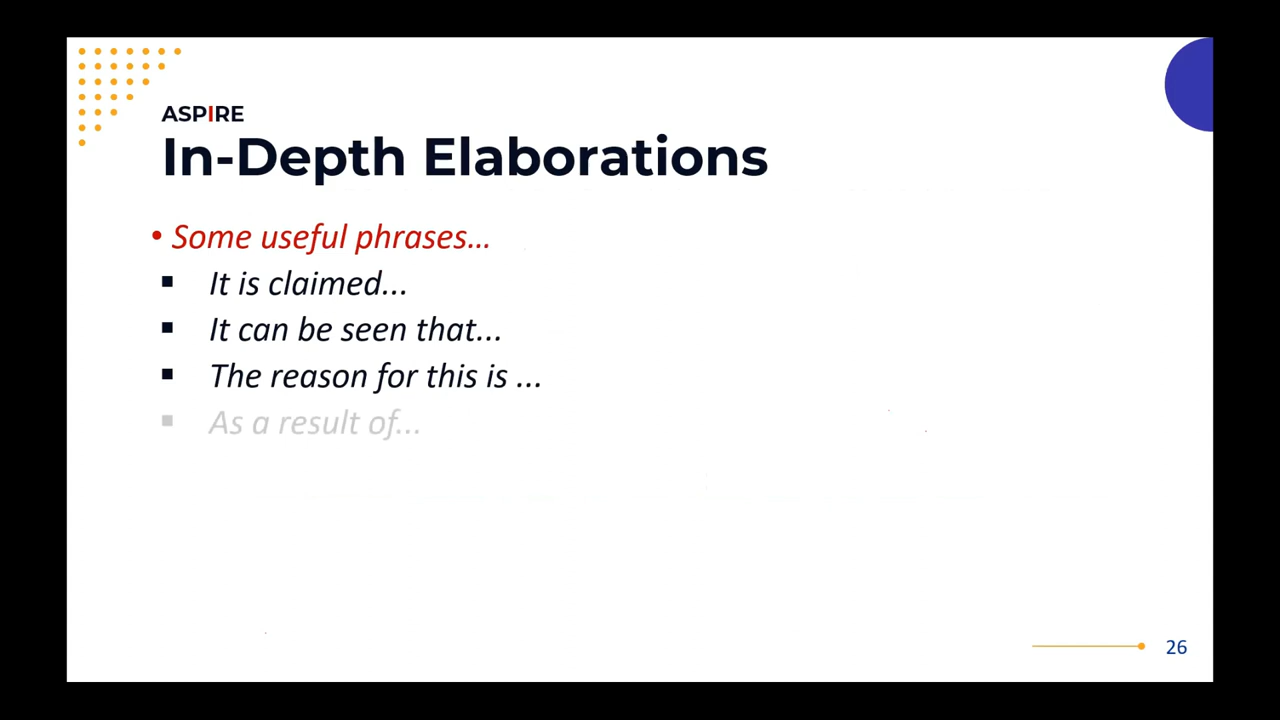 ASPIRE
In-Depth Elaborations
• Some useful phrases…
▪ It is claimed...
▪ It can be seen that...
▪ The reason for this is ...
▪ As a result of...
26